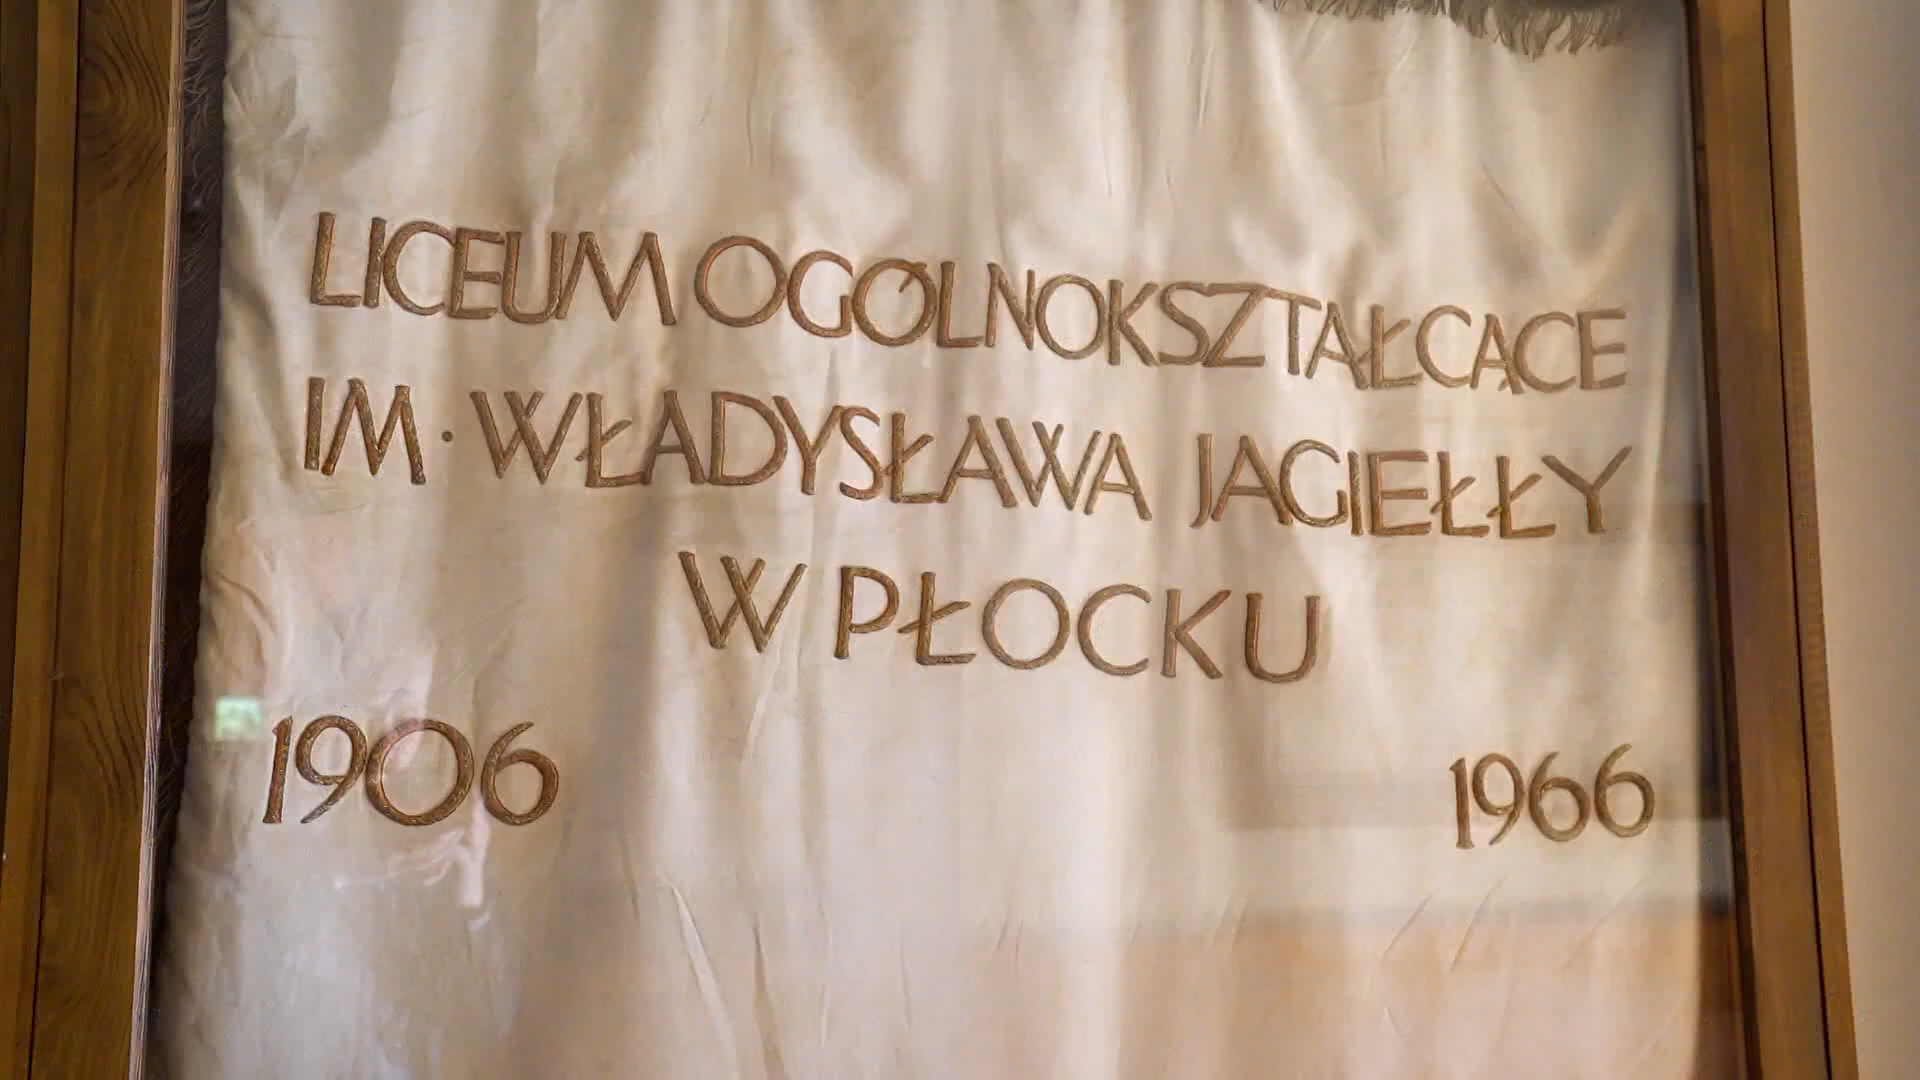 LICEUM OGÓLNOKSZTAŁCĄCE
IM. WŁADYSŁAWA JAGIEŁŁY
W PŁOCKU
1906 1966